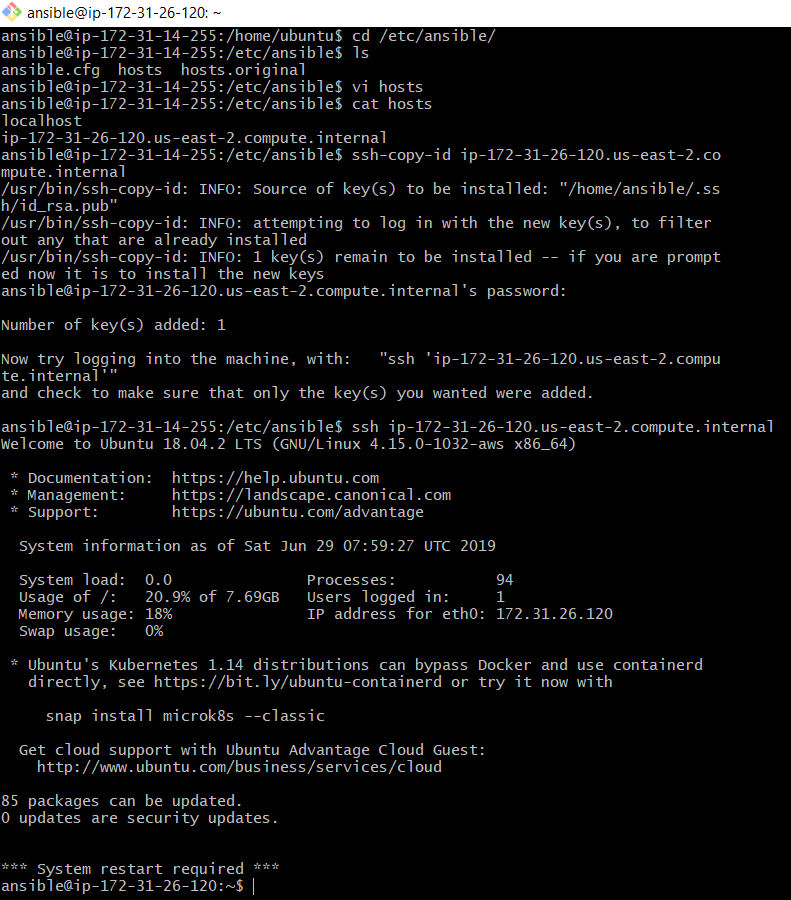 ansible@ip-172-31-26-120: ~
ansible@ip-172-31-14-255:/home/ubuntu$ cd /etc/ansible/
ansible@ip-172-31-14-255:/etc/ansible$ ls
ansible.cfg  hosts  hosts.original
ansible@ip-172-31-14-255:/etc/ansible$ vi hosts
ansible@ip-172-31-14-255:/etc/ansible$ cat hosts
localhost
ip-172-31-26-120.us-east-2.compute.internal
ansible@ip-172-31-14-255:/etc/ansible$ ssh-copy-id ip-172-31-26-120.us-east-2.co
mpute.internal
/usr/bin/ssh-copy-id: INFO: Source of key(s) to be installed: "/home/ansible/.ss
h/id_rsa.pub"
/usr/bin/ssh-copy-id: INFO: attempting to log in with the new key(s), to filter
out any that are already installed
/usr/bin/ssh-copy-id: INFO: 1 key(s) remain to be installed -- if you are prompt
ed now it is to install the new keys
ansible@ip-172-31-26-120.us-east-2.compute.internal's password:

Number of key(s) added: 1

Now try logging into the machine, with:   "ssh 'ip-172-31-26-120.us-east-2.compu
te.internal'"
and check to make sure that only the key(s) you wanted were added.

ansible@ip-172-31-14-255:/etc/ansible$ ssh ip-172-31-26-120.us-east-2.compute.internal
Welcome to Ubuntu 18.04.2 LTS (GNU/Linux 4.15.0-1032-aws x86_64)

 * Documentation:  https://help.ubuntu.com
 * Management:     https://landscape.canonical.com
 * Support:        https://ubuntu.com/advantage

  System information as of Sat Jun 29 07:59:27 UTC 2019

  System load:  0.0               Processes:           94
  Usage of /:   20.9% of 7.69GB   Users logged in:     1
  Memory usage: 18%               IP address for eth0: 172.31.26.120
  Swap usage:   0%

 * Ubuntu's Kubernetes 1.14 distributions can bypass Docker and use containerd
   directly, see https://bit.ly/ubuntu-containerd or try it now with

     snap install microk8s --classic

  Get cloud support with Ubuntu Advantage Cloud Guest:
    http://www.ubuntu.com/business/services/cloud

85 packages can be updated.
0 updates are security updates.


*** System restart required ***
ansible@ip-172-31-26-120:~$